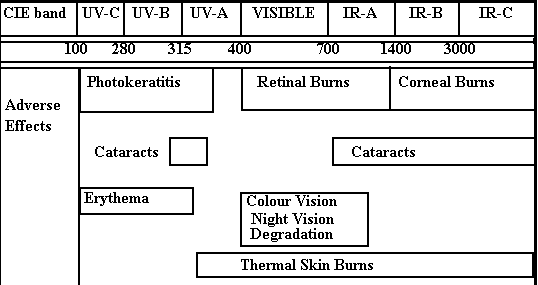 CIE band UV-C UV-B UV-A VISIBLE IR-A IR-B IR-C
100 280 315 400 700 1400 3000
Photokeratitis Retinal Burns Corneal Burns
Adverse
Effects
Cataracts Cataracts
Erythema
Colour Vision
Night Vision
Degradation
Thermal Skin Burns